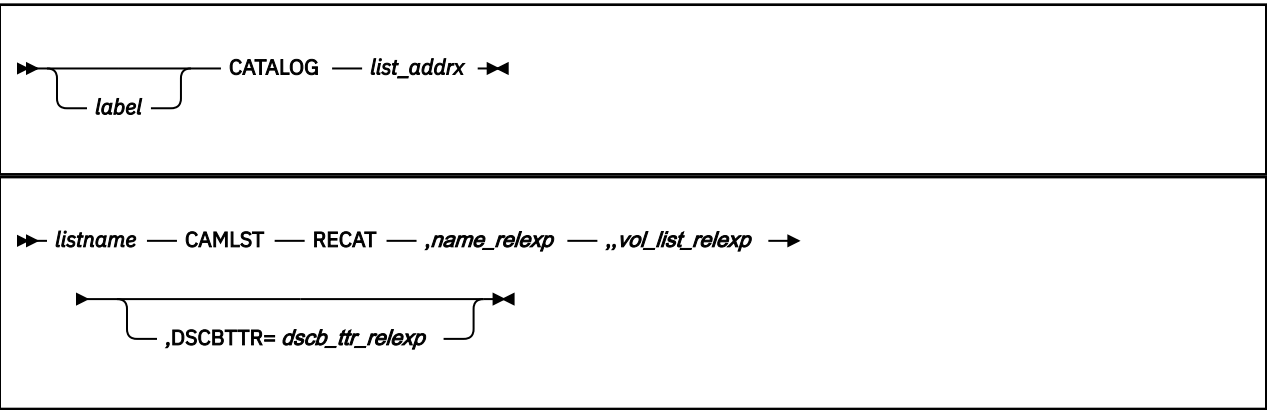 CATALOG list_addrx
label
listname CAMLST RECAT ,name_relexp ,,vol_list_relexp
,DSCBTTR= dscb_ttr_relexp